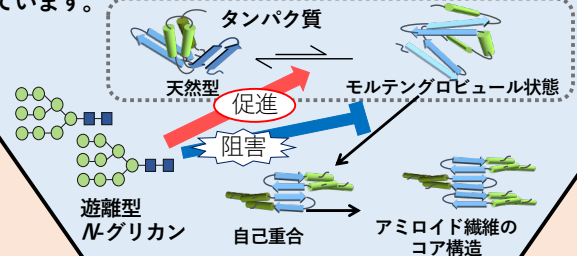 ています。
タンパク質
天然型
モルテングロビュール状態
促進
阻害
遊離型
N-グリカン
自己重合
アミロイド繊維の
コア構造